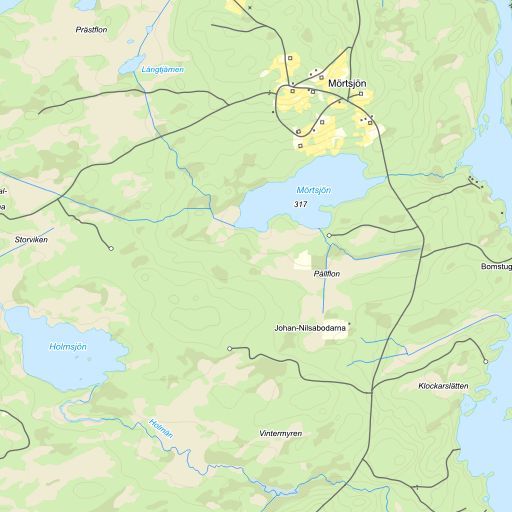 Prästflon
Långtjärnen
Mörtsjön
Mörtsjön
317
Storviken
Pålflon
Bomstug
Johan-Nilsabodarna
Holmsjön
Klockarslätten
Holmån
Vintermyren